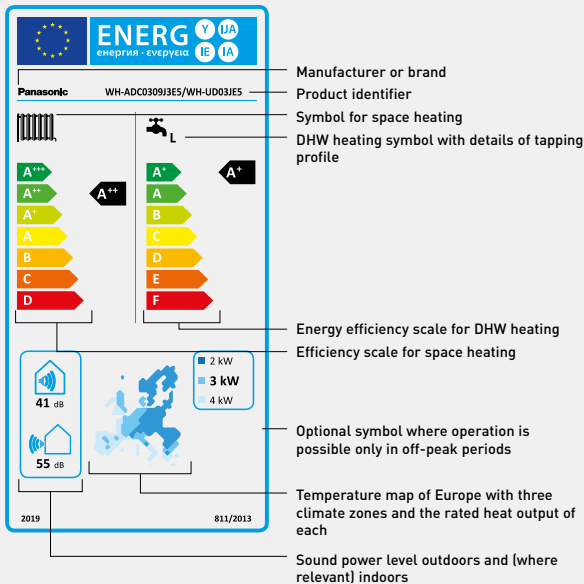 ENERG Y IJA
енергия · ενεργεια IE IA
Manufacturer or brand
Panasonic WH-ADC0309J3E5/WH-UD03JE5
Product identifier
Symbol for space heating
L
DHW heating symbol with details of tapping
profile
A+++ A+ A+
A++ A++ A
A+ B
A C
B D
C E
D F
Energy efficiency scale for DHW heating
Efficiency scale for space heating
2 kW
3 kW
4 kW
41 dB
55 dB
Optional symbol where operation is
possible only in off-peak periods
Temperature map of Europe with three
climate zones and the rated heat output of
each
2019 811/2013
Sound power level outdoors and (where
relevant) indoors